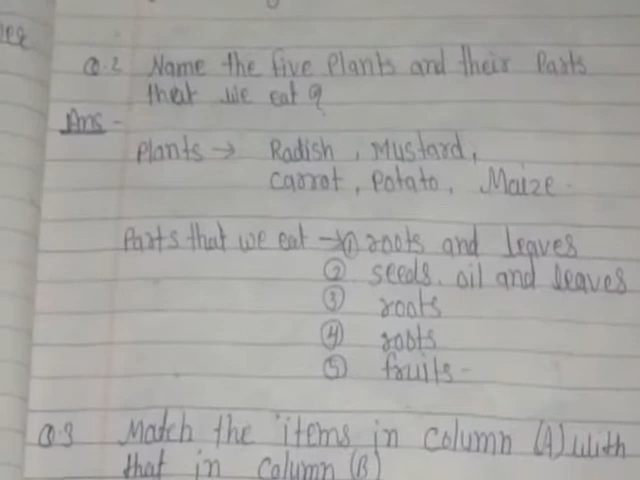 Q.2 Name the five Plants and their Parts
that we eat?
Ans -
Plants → Radish, Mustard,
Carrot, Potato, Maize.
Parts that we eat → ① roots and leaves
② seeds, oil and leaves
③ roots
④ roots
⑤ fruits -
Q.3 Match the items in column (A) with
that in column (B)